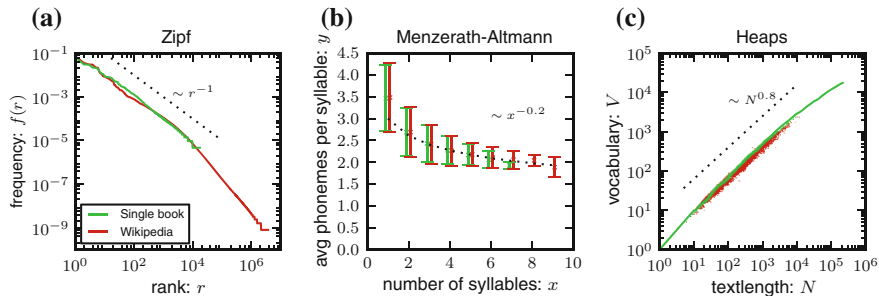 (a)
Zipf
10^{-1}
10^{-3}
10^{-5}
10^{-7}
10^{-9}
frequency: f(r)
∼ r^{-1}
Single book
Wikipedia
10^0 10^2 10^4 10^6
rank: r
(b)
Menzerath-Altmann
4.5
4.0
3.5
3.0
2.5
2.0
1.5
1.0
0.5
0.0
avg phonemes per syllable: y
∼ x^{-0.2}
0 2 4 6 8 10
number of syllables: x
(c)
Heaps
10^5
10^4
10^3
10^2
10^1
10^0
vocabulary: V
∼ N^{0.8}
10^0 10^1 10^2 10^3 10^4 10^5
textlength: N